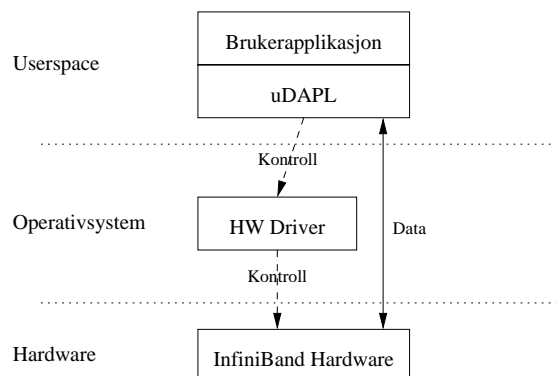 Brukerapplikasjon
Userspace
uDAPL
Kontroll
Operativsystem
HW Driver
Data
Kontroll
Hardware
InfiniBand Hardware